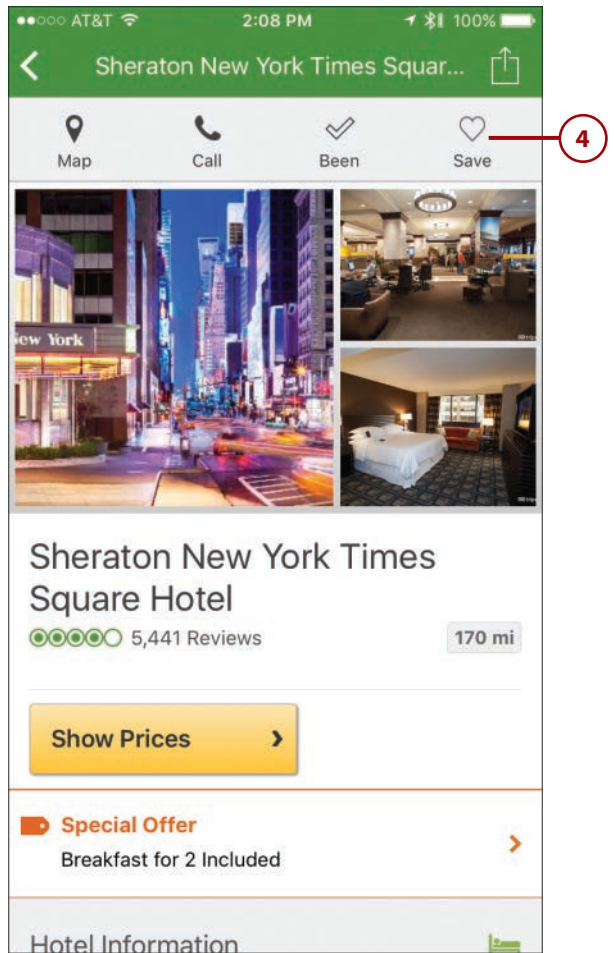 AT&T 2:08 PM 100%
Sheraton New York Times Squar...
Map Call Been Save
4
ew York
Sheraton New York Times
Square Hotel
5,441 Reviews 170 mi
Show Prices
Special Offer
Breakfast for 2 Included
Hotel Information